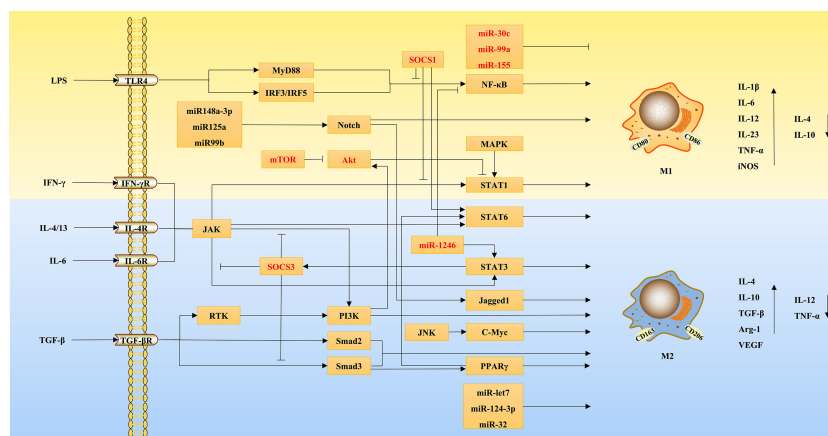 LPS
TLR4
MyD88
IRF3/IRF5
SOCS1
miR-30c
miR-99a
miR-155
NF-κB
miR148a-3p
miR125a
miR99b
Notch
MAPK
mTOR
Akt
IFN-γ
IFN-γR
STAT1
IL-4/13
IL-4R
JAK
STAT6
miR-1246
IL-6
IL-6R
SOCS3
STAT3
Jagged1
RTK
PI3K
JNK
C-Myc
TGF-β
TGF-βR
Smad2
Smad3
PPARγ
miR-let7
miR-124-3p
miR-32
CD80
CD86
M1
IL-1β
IL-6
IL-12
IL-23
TNF-α
iNOS
IL-4
IL-10
CD163
CD206
M2
IL-4
IL-10
TGF-β
Arg-1
VEGF
IL-12
TNF-α